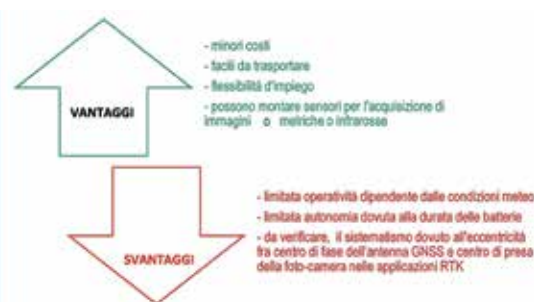 - minori costi
- facili da trasportare
- flessibilità d'impiego
- possono montare sensori per l'acquisizione di
immagini o metriche o infrarosse
VANTAGGI
- limitata operatività dipendente dalle condizioni meteo
- limitata autonomia dovuta alla durata delle batterie
- da verificare, il sistematismo dovuto all'eccentricità
fra centro di fase dell'antenna GNSS e centro di presa
della foto-camera nelle applicazioni RTK
SVANTAGGI